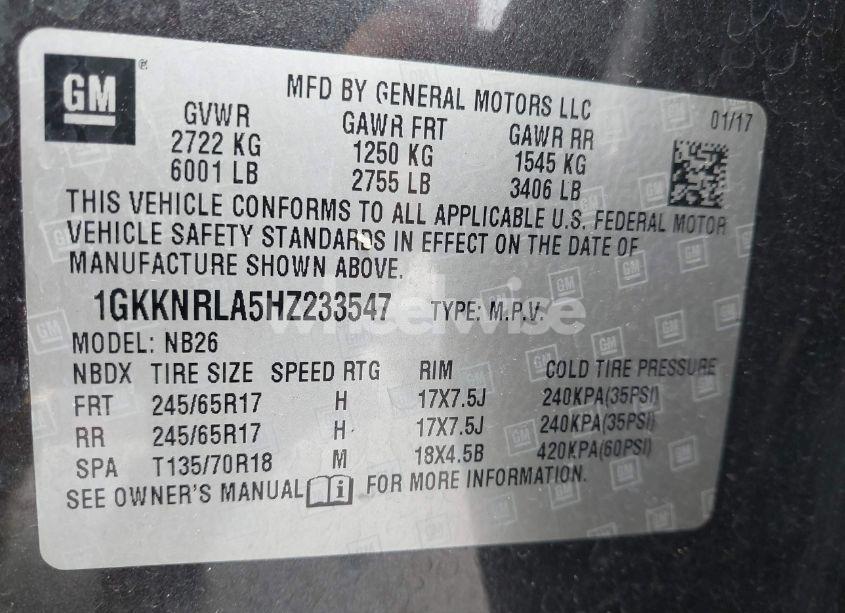 GM®
MFD BY GENERAL MOTORS LLC
01/17
GVWR GAWR FRT GAWR RR
2722 KG 1250 KG 1545 KG
6001 LB 2755 LB 3406 LB
THIS VEHICLE CONFORMS TO ALL APPLICABLE U.S. FEDERAL MOTOR
VEHICLE SAFETY STANDARDS IN EFFECT ON THE DATE OF
MANUFACTURE SHOWN ABOVE.
1GKKNRLA5HZ233547 TYPE: M.P.V.
wheelwise
MODEL: NB26
NBDX TIRE SIZE SPEED RTG RIM COLD TIRE PRESSURE
FRT 245/65R17 H 17X7.5J 240KPA(35PSI)
RR 245/65R17 H 17X7.5J 240KPA(35PSI)
SPA T135/70R18 M 18X4.5B 420KPA(60PSI)
SEE OWNER'S MANUAL i FOR MORE INFORMATION.